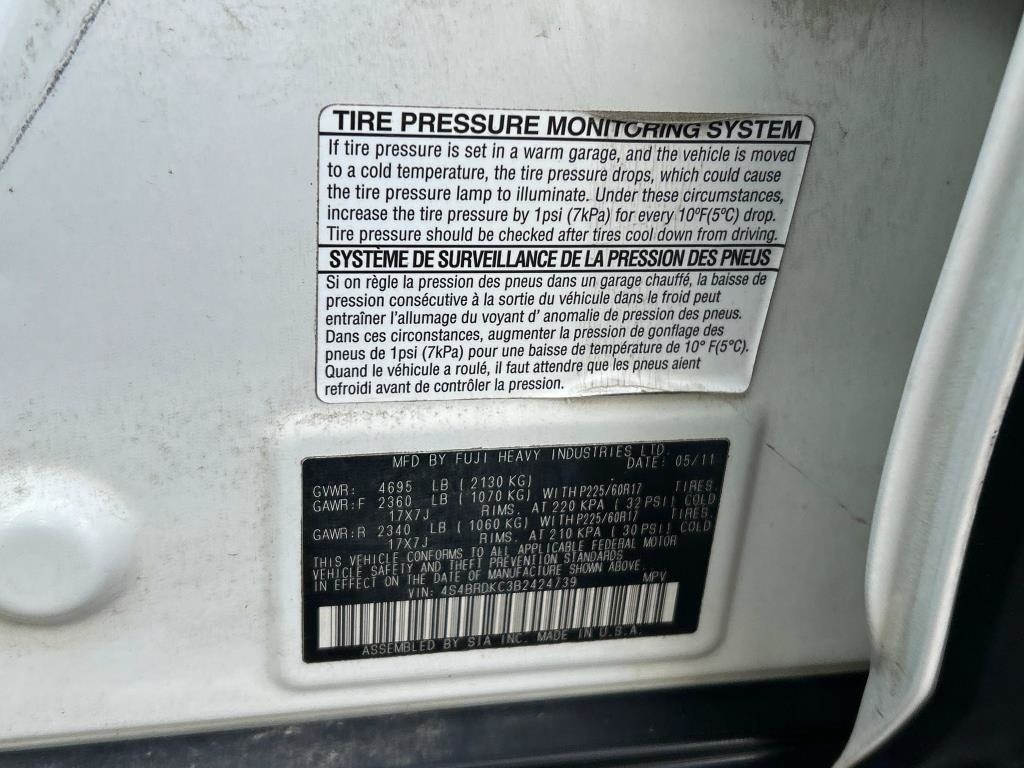 TIRE PRESSURE MONITORING SYSTEM
If tire pressure is set in a warm garage, and the vehicle is moved
to a cold temperature, the tire pressure drops, which could cause
the tire pressure lamp to illuminate. Under these circumstances,
increase the tire pressure by 1psi (7kPa) for every 10ºF(5ºC) drop.
Tire pressure should be checked after tires cool down from driving.
SYSTÈME DE SURVEILLANCE DE LA PRESSION DES PNEUS
Si on règle la pression des pneus dans un garage chauffé, la baisse de
pression consécutive à la sortie du véhicule dans le froid peut
entraîner l'allumage du voyant d' anomalie de pression des pneus.
Dans ces circonstances, augmenter la pression de gonflage des
pneus de 1psi (7kPa) pour une baisse de température de 10° F(5°C).
Quand le véhicule a roulé, il faut attendre que les pneus aient
refroidi avant de contrôler la pression.
MFD BY FUJI HEAVY INDUSTRIES LTD.
DATE: 05/11
GVWR: 4695 LB (2130 KG)
GAWR:F 2360 LB (1070 KG) WITH P225/60R17 TIRES,
17X7J RIMS, AT 220 KPA (32 PSI) COLD
GAWR:R 2340 LB (1060 KG) WITH P225/60R17 TIRES,
17X7J RIMS, AT 210 KPA (30 PSI) COLD
THIS VEHICLE CONFORMS TO ALL APPLICABLE FEDERAL MOTOR
VEHICLE SAFETY AND THEFT PREVENTION STANDARDS
IN EFFECT ON THE DATE OF MANUFACTURE SHOWN ABOVE.
VIN: 4S4BRDKC3B2424739 MPV
ASSEMBLED BY SIA INC. MADE IN U.S.A.